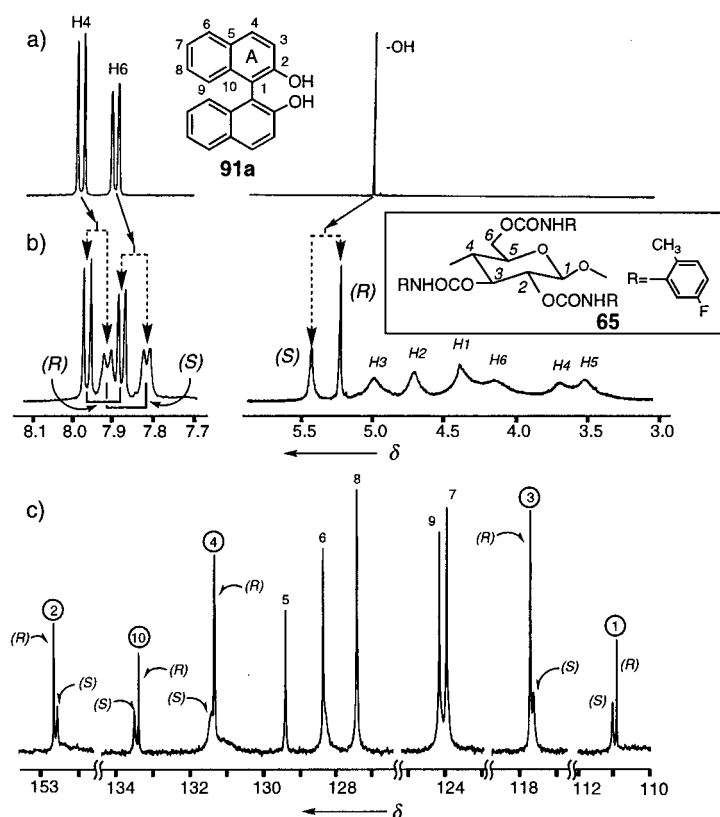 a)
H4
H6
6
5
4
7
A
3
8
2
OH
9
10
1
OH
91a
-OH
b)
(R)
(S)
(S)
(R)
OCONHR
6
4
5
CH₃
O
1
O
RNHOCO
3
2
R=
OCONHR
F
65
H3
H2
H1
H6
H4
H5
8.1
8.0
7.9
7.8
7.7
5.5
5.0
4.5
4.0
3.5
3.0
δ
c)
2
(R)
(S)
10
(S)
(R)
4
(R)
(S)
5
6
8
9
7
3
(R)
(S)
1
(S)
(R)
153
134
132
130
128
124
118
112
110
δ